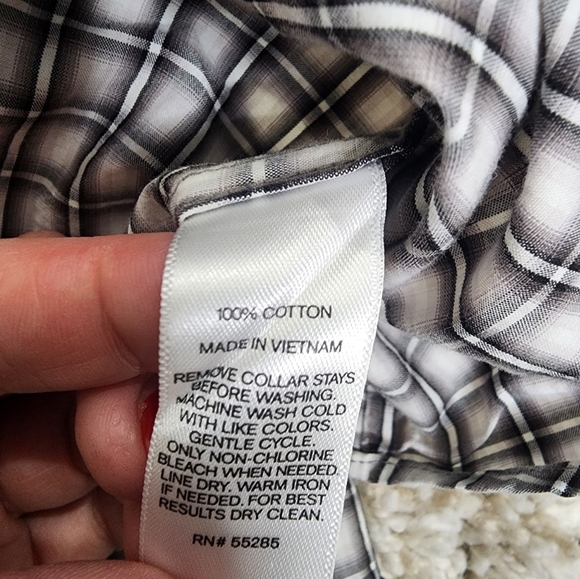 100% COTTON
MADE IN VIETNAM
REMOVE COLLAR STAYS
BEFORE WASHING.
MACHINE WASH COLD
WITH LIKE COLORS.
GENTLE CYCLE.
ONLY NON-CHLORINE
BLEACH WHEN NEEDED.
LINE DRY. WARM IRON
IF NEEDED. FOR BEST
RESULTS DRY CLEAN.
RN# 55285